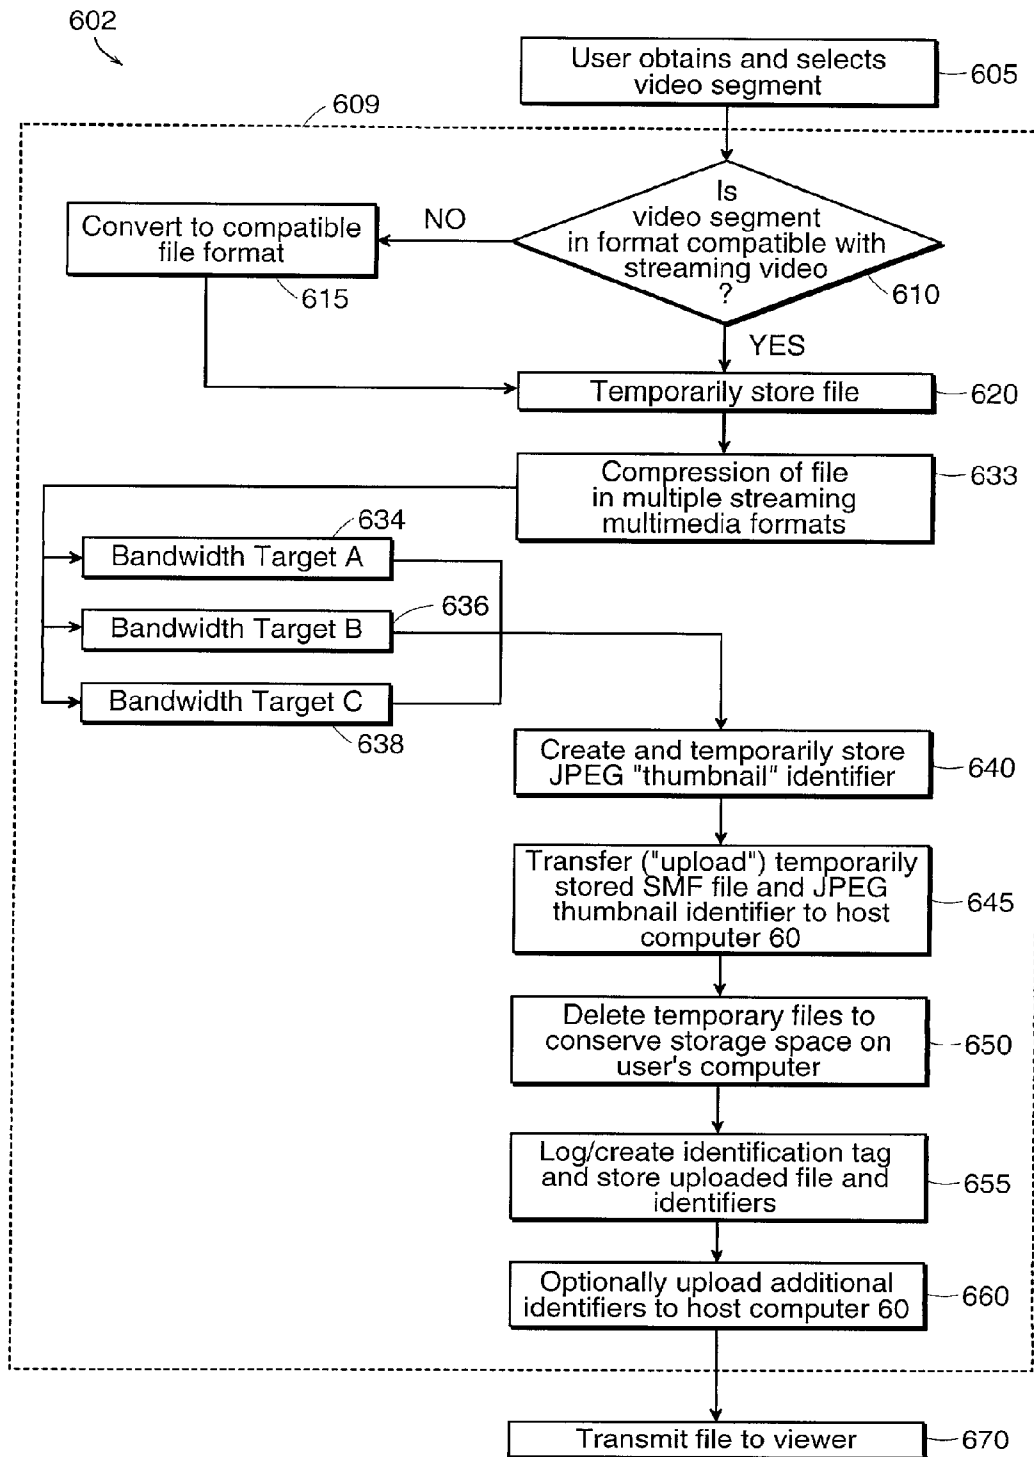 602
User obtains and selects
video segment
605
609
Is
video segment
in format compatible with
streaming video
?
610
NO
Convert to compatible
file format
615
YES
Temporarily store file
620
Compression of file
in multiple streaming
multimedia formats
633
634
Bandwidth Target A
636
Bandwidth Target B
Bandwidth Target C
638
Create and temporarily store
JPEG "thumbnail" identifier
640
Transfer ("upload") temporarily
stored SMF file and JPEG
thumbnail identifier to host
computer 60
645
Delete temporary files to
conserve storage space on
user's computer
650
Log/create identification tag
and store uploaded file and
identifiers
655
Optionally upload additional
identifiers to host computer 60
660
Transmit file to viewer
670